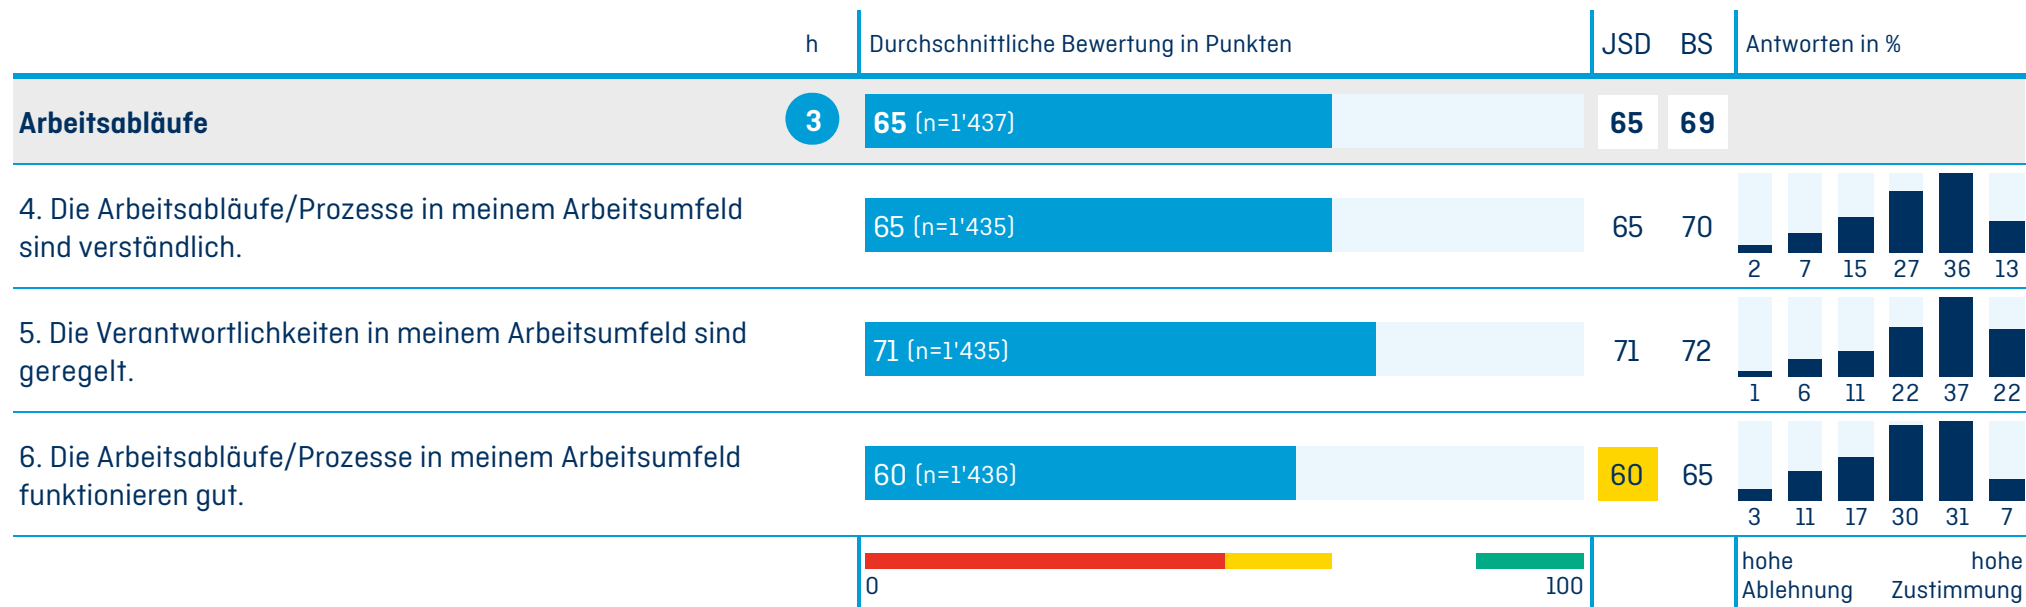 h Durchschnittliche Bewertung in Punkten JSD BS Antworten in %
Arbeitsabläufe 3 65 (n=1'437) 65 69
4. Die Arbeitsabläufe/Prozesse in meinem Arbeitsumfeld
sind verständlich.
65 (n=1'435) 65 70
2 7 15 27 36 13
5. Die Verantwortlichkeiten in meinem Arbeitsumfeld sind
geregelt.
71 (n=1'435) 71 72
1 6 11 22 37 22
6. Die Arbeitsabläufe/Prozesse in meinem Arbeitsumfeld
funktionieren gut.
60 (n=1'436) 60 65
3 11 17 30 31 7
0 100
hohe Ablehnung
hohe Zustimmung